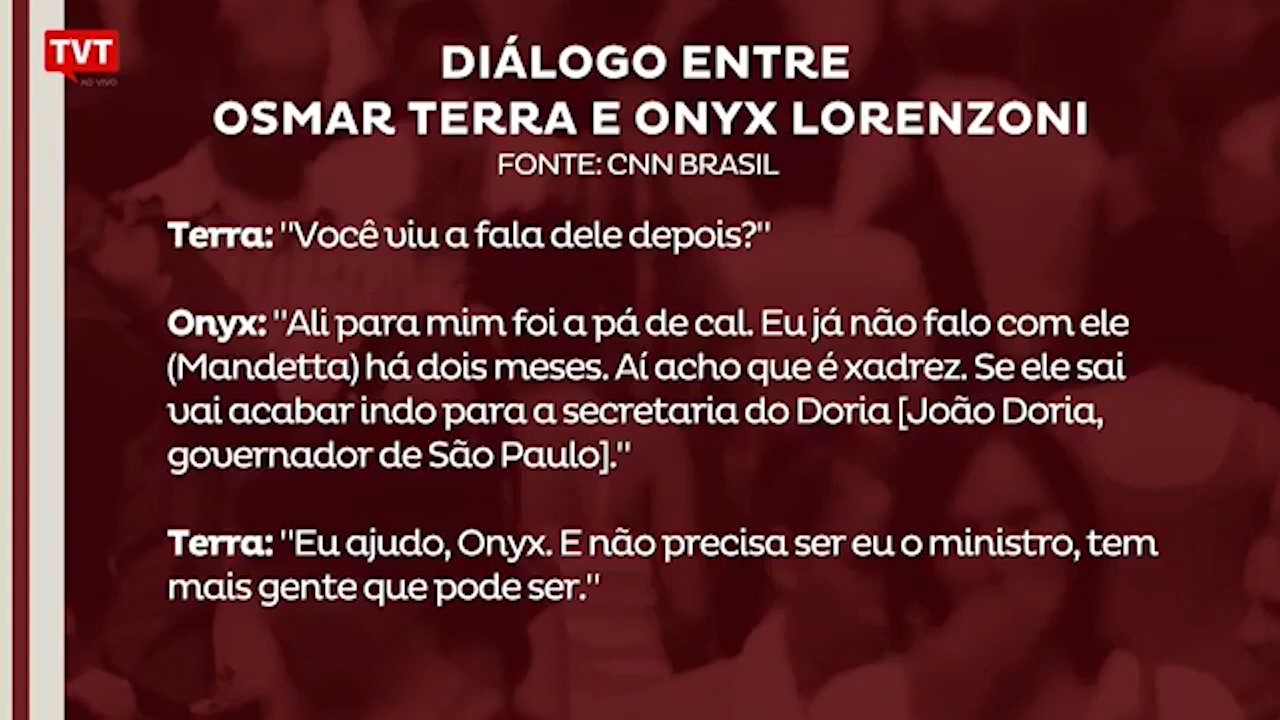 TVT
AO VIVO
DIÁLOGO ENTRE
OSMAR TERRA E ONYX LORENZONI
FONTE: CNN BRASIL
Terra: "Você viu a fala dele depois?"
Onyx: "Ali para mim foi a pá de cal. Eu já não falo com ele
(Mandetta) há dois meses. Aí acho que é xadrez. Se ele sai
vai acabar indo para a secretaria do Doria [João Doria,
governador de São Paulo]."
Terra: "Eu ajudo, Onyx. E não precisa ser eu o ministro, tem
mais gente que pode ser."